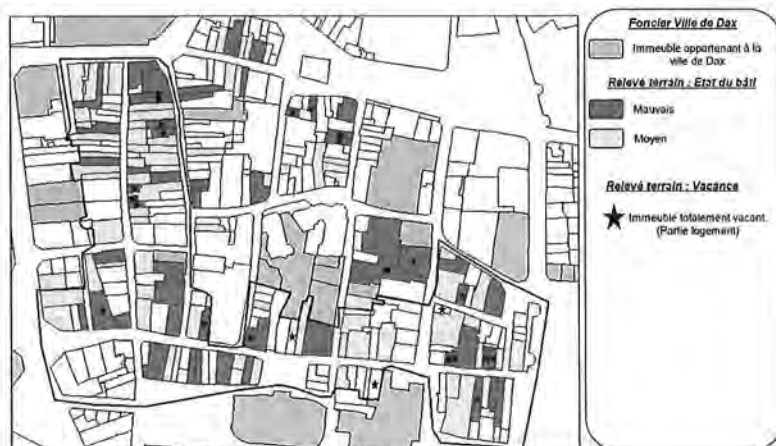 Foncier Ville de Dax
Immeuble appartenant à la
ville de Dax
Relevé terrain : Etat du bâti
Mauvais
Moyen
Relevé terrain : Vacance
Immeuble totalement vacant
(Partie logement)